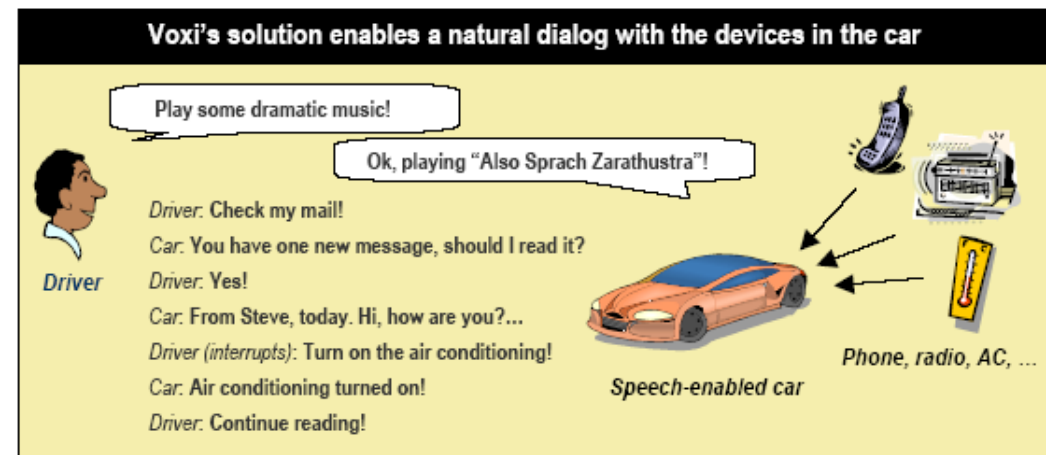 Voxi's solution enables a natural dialog with the devices in the car
Play some dramatic music!
Ok, playing “Also Sprach Zarathustra”!
Driver: Check my mail!
Car: You have one new message, should I read it?
Driver: Yes!
Car: From Steve, today. Hi, how are you?...
Driver (interrupts): Turn on the air conditioning!
Car: Air conditioning turned on!
Driver: Continue reading!
Driver
Speech-enabled car
Phone, radio, AC, ...